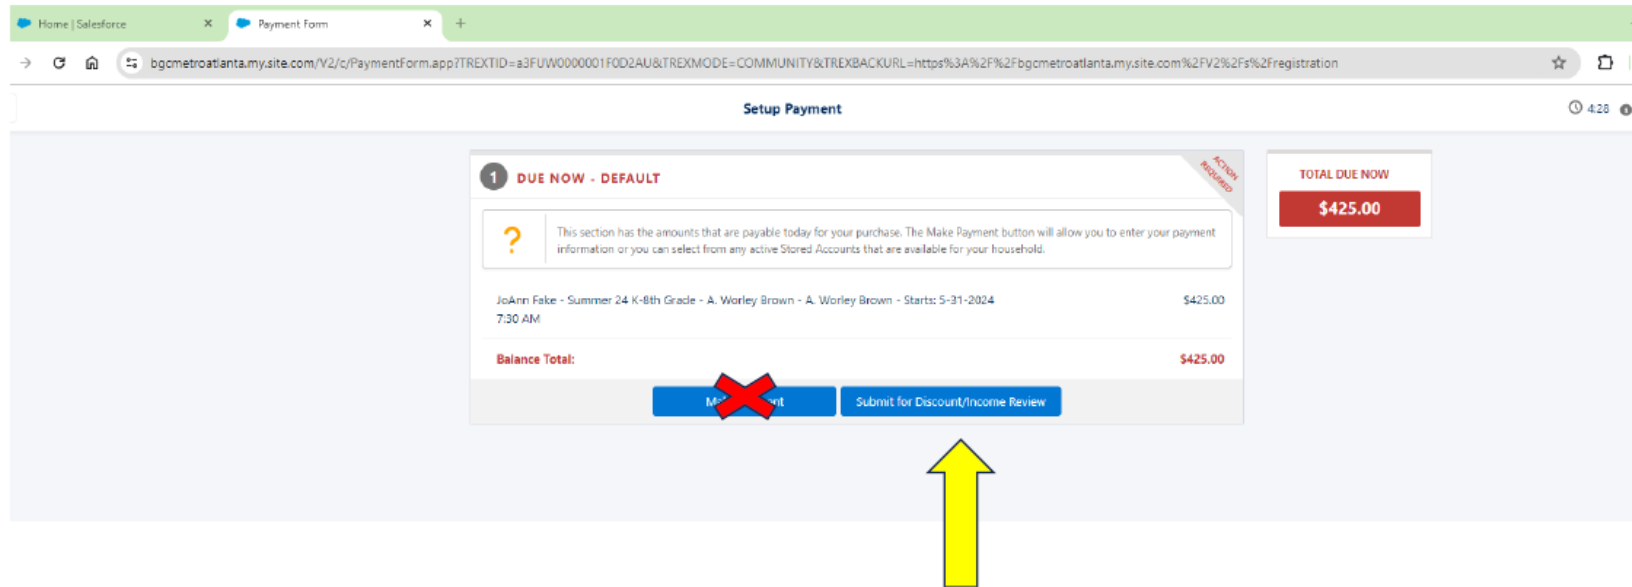 Home | Salesforce
Payment Form
bgcmetroatlanta.my.site.com/V2/c/PaymentForm.app?TREXTID=a3FUW0000001F0D2AU&TREXMODE=COMMUNITY&TREXBACKURL=https%3A%2F%2Fbgcmetroatlanta.my.site.com%2FV2%2Fs%2Fregistration
Setup Payment
4:28
1 DUE NOW - DEFAULT
ACTION REQUIRED
TOTAL DUE NOW
$425.00
This section has the amounts that are payable today for your purchase. The Make Payment button will allow you to enter your payment
information or you can select from any active Stored Accounts that are available for your household.
JoAnn Fake - Summer 24 K-8th Grade - A. Worley Brown - A. Worley Brown - Starts: 5-31-2024 $425.00
7:30 AM
Balance Total: $425.00
Submit for Discount/Income Review